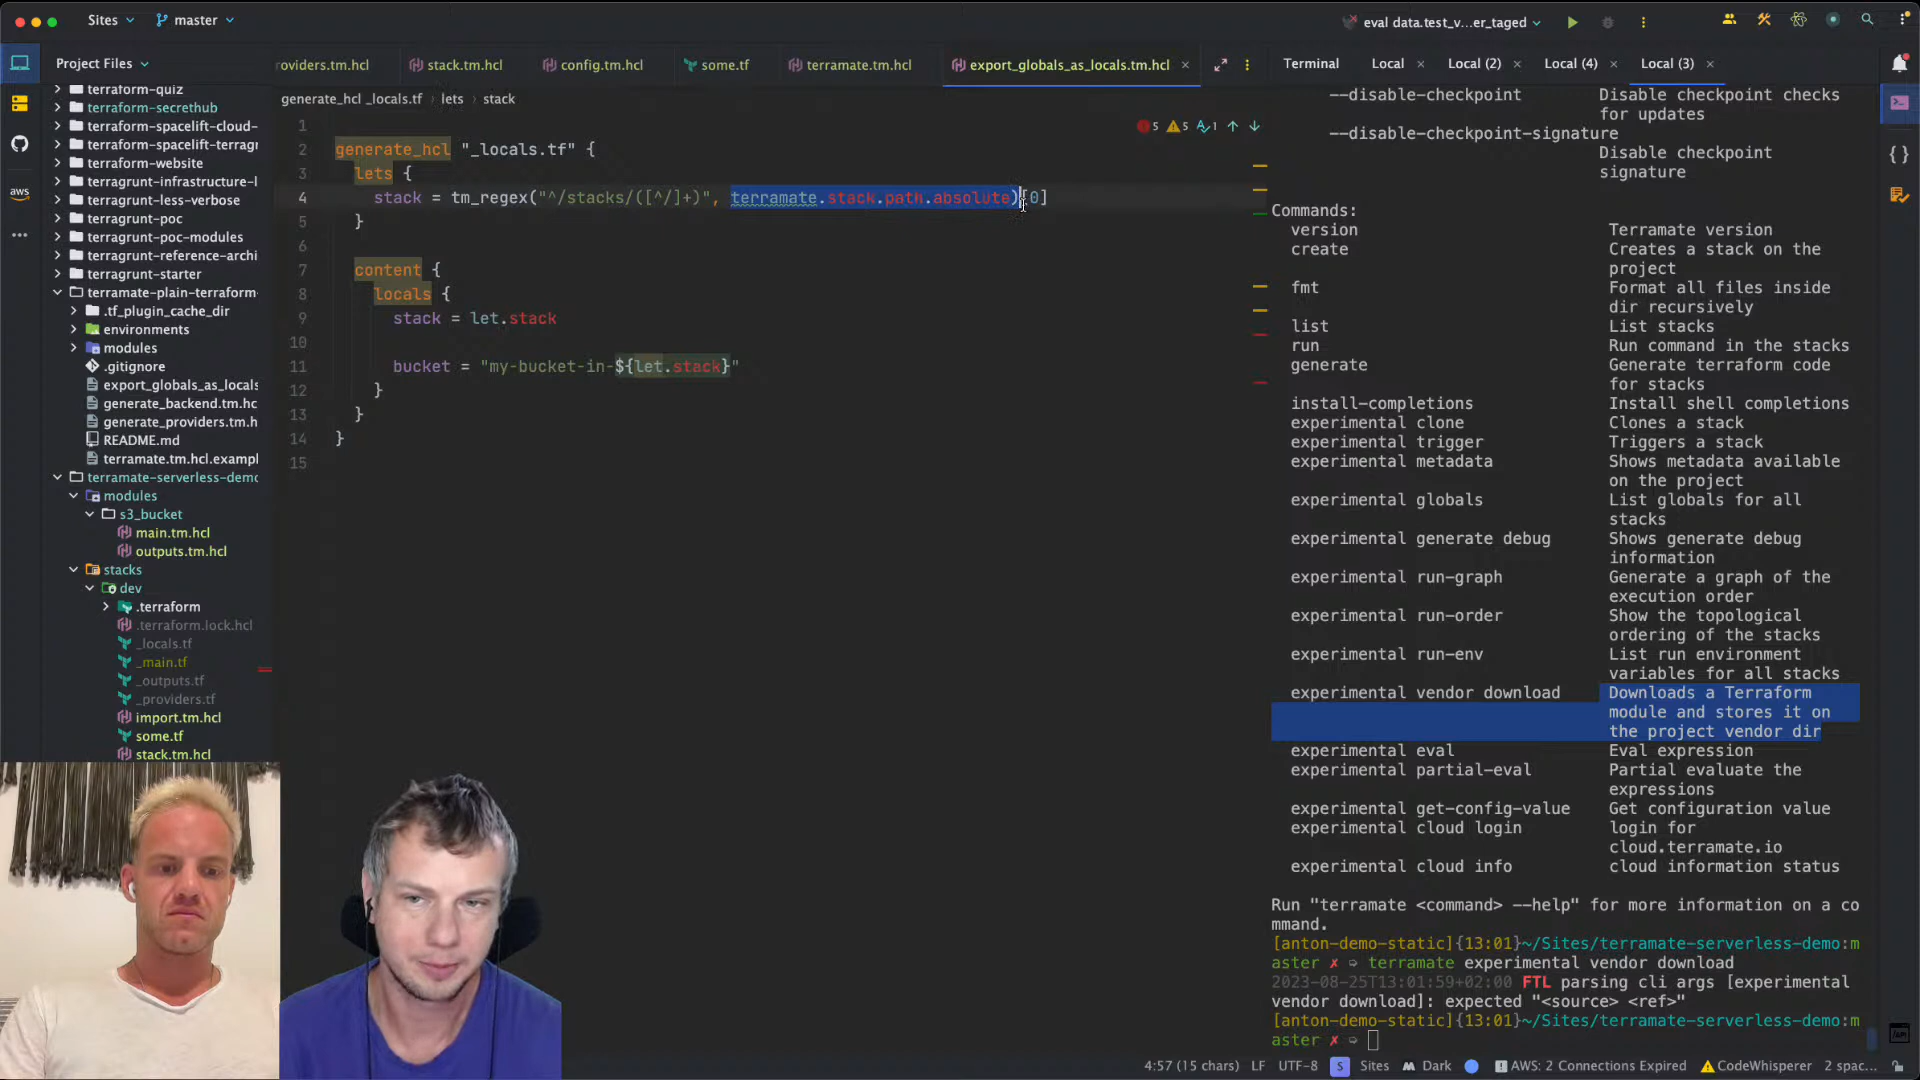 Sites
master
eval data.test_v...er_taged
Project Files
roviders.tm.hcl
stack.tm.hcl
config.tm.hcl
some.tf
terramate.tm.hcl
export_globals_as_locals.tm.hcl
Terminal
Local
Local (2)
Local (4)
Local (3)
aws
terraform-quiz
terraform-secrethub
terraform-spacelift-cloud-
terraform-spacelift-terragr
terraform-website
terragrunt-infrastructure-l
terragrunt-less-verbose
terragrunt-poc
terragrunt-poc-modules
terragrunt-reference-archi
terragrunt-starter
terramate-plain-terraform-
.tf_plugin_cache_dir
environments
modules
.gitignore
export_globals_as_locals
generate_backend.tm.hc
generate_providers.tm.h
README.md
terramate.tm.hcl.exampl
terramate-serverless-demo
modules
s3_bucket
main.tm.hcl
outputs.tm.hcl
stacks
dev
.terraform
.terraform.lock.hcl
_locals.tf
_main.tf
_outputs.tf
_providers.tf
import.tm.hcl
some.tf
stack.tm.hcl
generate_hcl _locals.tf
lets
stack
5
5
1
1
2 generate_hcl "_locals.tf" {
3 lets {
4 stack = tm_regex("^/stacks/([^/]+)", terramate.stack.path.absolute)[0]
5 }
6
7 content {
8 locals {
9 stack = let.stack
10
11 bucket = "my-bucket-in-${let.stack}"
12 }
13 }
14 }
15
--disable-checkpoint Disable checkpoint checks
for updates
--disable-checkpoint-signature
Disable checkpoint
signature
Commands:
version Terramate version
create Creates a stack on the
project
fmt Format all files inside
dir recursively
list List stacks
run Run command in the stacks
generate Generate terraform code
for stacks
install-completions Install shell completions
experimental clone Clones a stack
experimental trigger Triggers a stack
experimental metadata Shows metadata available
on the project
experimental globals List globals for all
stacks
experimental generate debug Shows generate debug
information
experimental run-graph Generate a graph of the
execution order
experimental run-order Show the topological
ordering of the stacks
experimental run-env List run environment
variables for all stacks
experimental vendor download Downloads a Terraform
module and stores it on
the project vendor dir
experimental eval Eval expression
experimental partial-eval Partial evaluate the
expressions
experimental get-config-value Get configuration value
experimental cloud login login for
cloud.terramate.io
experimental cloud info cloud information status
Run "terramate <command> --help" for more information on a co
mmand.
[anton-demo-static]{13:01}~/Sites/terramate-serverless-demo:m
aster ✗ ➭ terramate experimental vendor download
2023-08-25T13:01:59+02:00 FTL parsing cli args [experimental
vendor download]: expected "<source> <ref>"
[anton-demo-static]{13:01}~/Sites/terramate-serverless-demo:m
aster ✗ ➭
4:57 (15 chars)
LF
UTF-8
S
Sites
Dark
AWS: 2 Connections Expired
CodeWhisperer
2 spac...